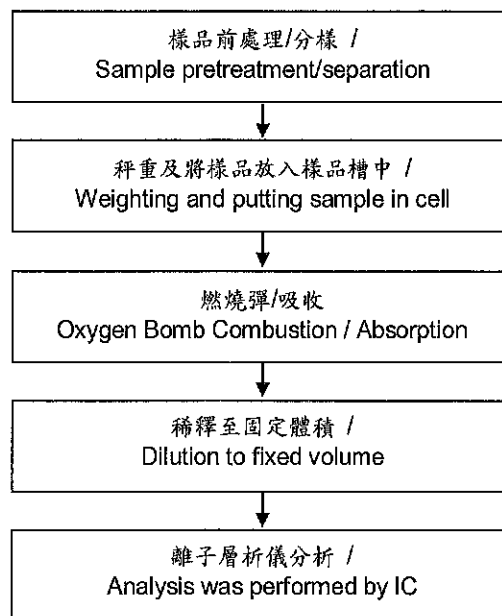 樣品前處理/分樣 /
Sample pretreatment/separation
秤重及將樣品放入樣品槽中 /
Weighting and putting sample in cell
燃燒彈/吸收
Oxygen Bomb Combustion / Absorption
稀釋至固定體積 /
Dilution to fixed volume
離子層析儀分析 /
Analysis was performed by IC